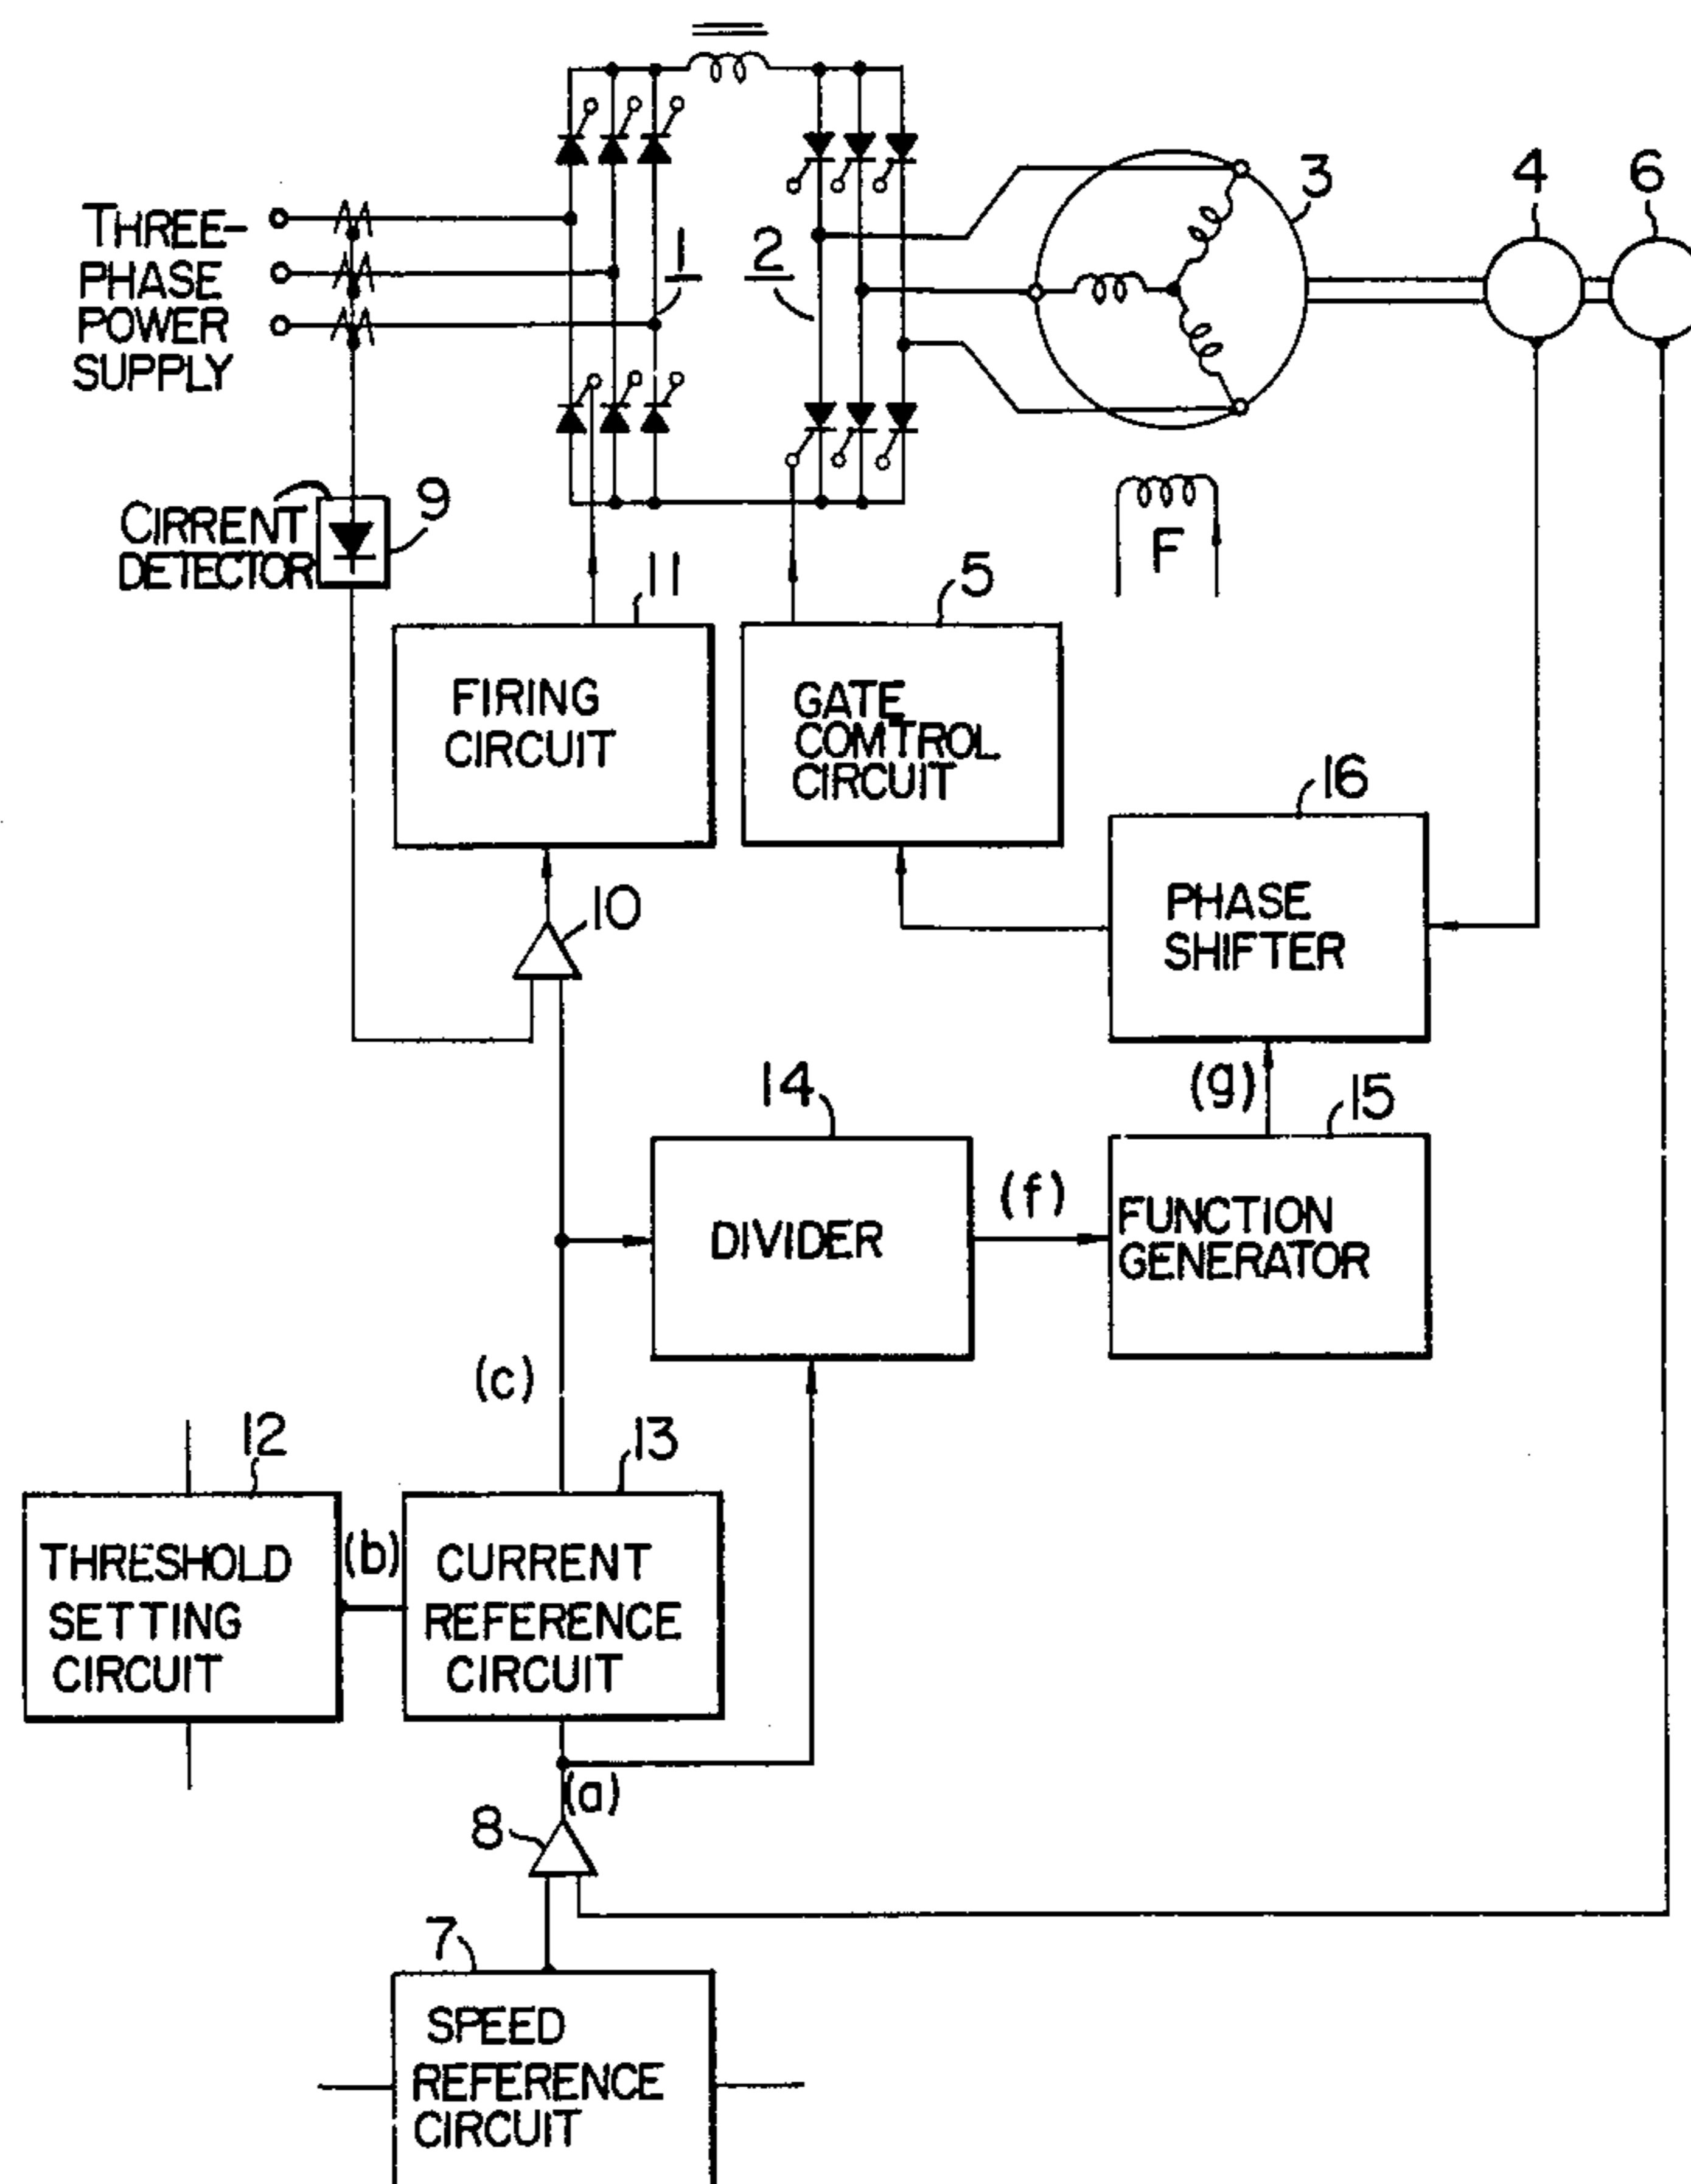 THREE-
PHASE
POWER
SUPPLY
1
2
3
4
6
CIRRENT
DETECTOR
9
F
11
5
FIRING
CIRCUIT
GATE
COMTROL
CIRCUIT
16
10
PHASE
SHIFTER
14
(g)
15
DIVIDER
(f)
FUNCTION
GENERATOR
(c)
12
13
THRESHOLD
SETTING
CIRCUIT
(b)
CURRENT
REFERENCE
CIRCUIT
(a)
8
7
SPEED
REFERENCE
CIRCUIT